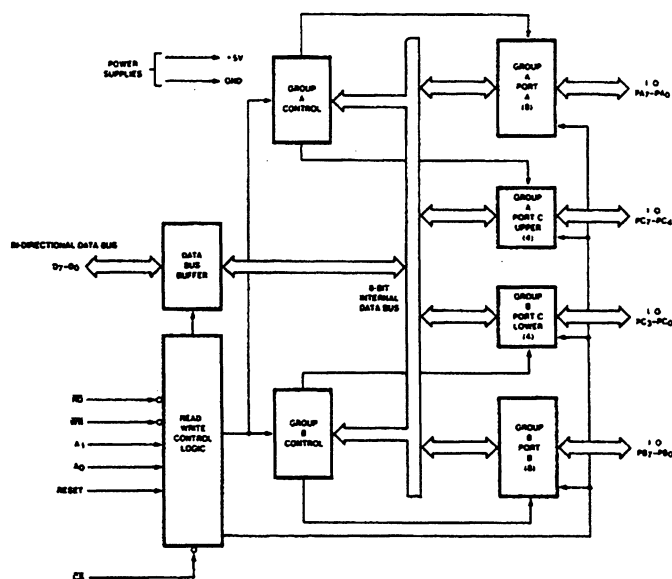 POWER
SUPPLIES
+5V
GND
GROUP
A
CONTROL
GROUP
A
PORT
A
(8)
I O
PA7-PA0
GROUP
A
PORT C
UPPER
(4)
I O
PC7-PC4
BI-DIRECTIONAL DATA BUS
D7-D0
DATA
BUS
BUFFER
8-BIT
INTERNAL
DATA BUS
GROUP
B
PORT C
LOWER
(4)
I O
PC3-PC0
RD
WR
A1
A0
RESET
CS
READ
WRITE
CONTROL
LOGIC
GROUP
B
CONTROL
GROUP
B
PORT
B
(8)
I O
PB7-PB0